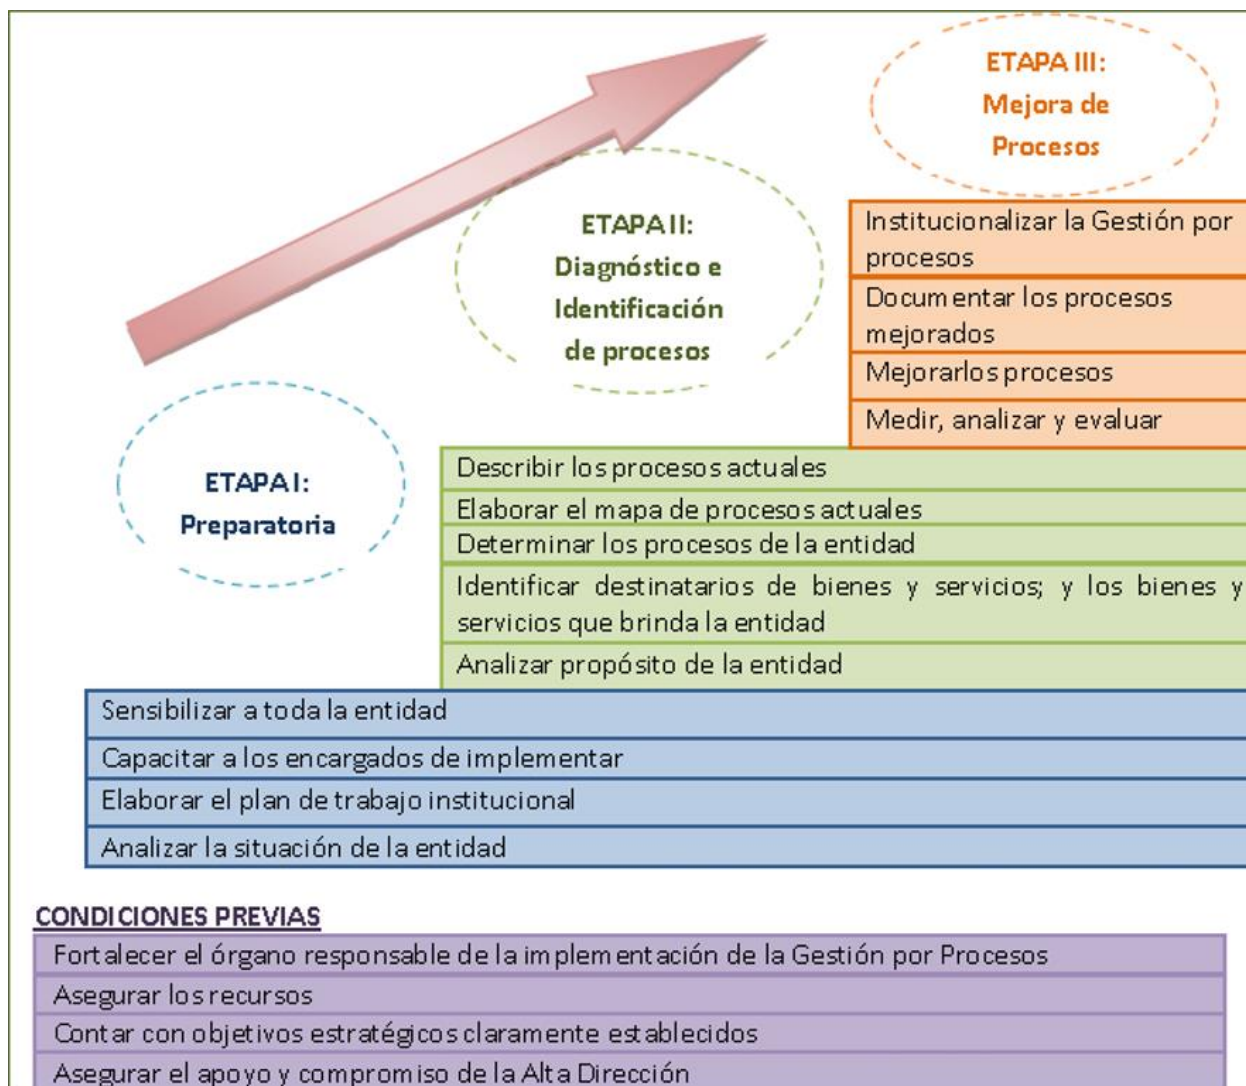 ETAPA III:
Mejora de
Procesos
ETAPA II:
Diagnóstico e
Identificación
de procesos
ETAPA I:
Preparatoria
Institucionalizar la Gestión por
procesos
Documentar los procesos
mejorados
Mejorarlos procesos
Medir, analizar y evaluar
Describir los procesos actuales
Elaborar el mapa de procesos actuales
Determinar los procesos de la entidad
Identificar destinatarios de bienes y servicios; y los bienes y
servicios que brinda la entidad
Analizar propósito de la entidad
Sensibilizar a toda la entidad
Capacitar a los encargados de implementar
Elaborar el plan de trabajo institucional
Analizar la situación de la entidad
CONDICIONES PREVIAS
Fortalecer el órgano responsable de la implementación de la Gestión por Procesos
Asegurar los recursos
Contar con objetivos estratégicos claramente establecidos
Asegurar el apoyo y compromiso de la Alta Dirección